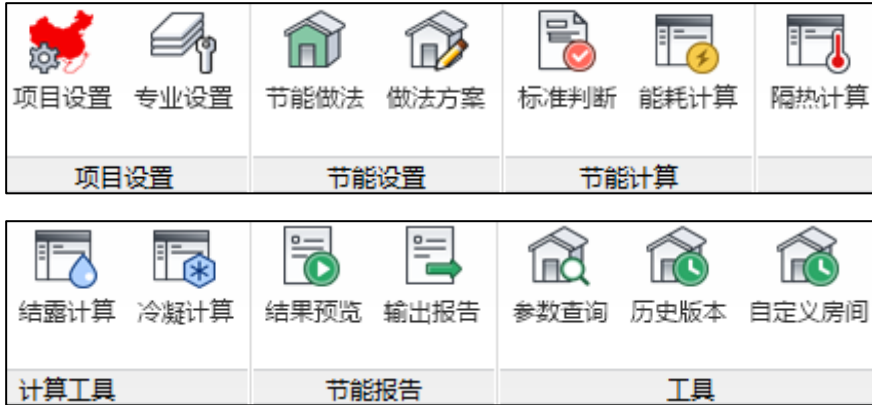 项目设置 专业设置 节能做法 做法方案 标准判断 能耗计算 隔热计算
项目设置 节能设置 节能计算
结露计算 冷凝计算 结果预览 输出报告 参数查询 历史版本 自定义房间
计算工具 节能报告 工具